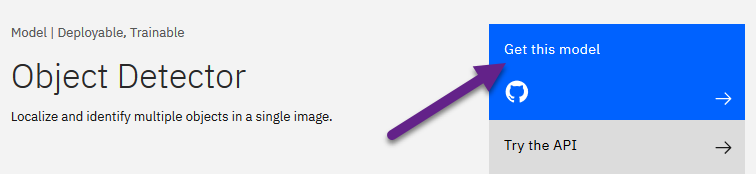 Model | Deployable, Trainable
Object Detector
Localize and identify multiple objects in a single image.
Get this model
Try the API